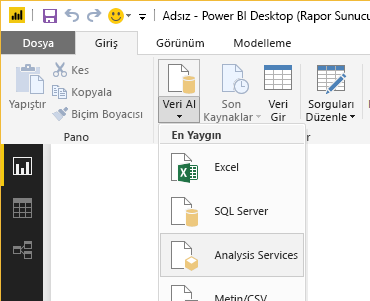 Adsız - Power BI Desktop (Rapor Sunucu
Dosya Giriş Görünüm Modelleme
Yapıştır
Kes
Kopyala
Biçim Boyacısı
Pano
Veri Al
Son Kaynaklar
Veri Gir
Sorguları Düzenle
En Yaygın
Excel
SQL Server
Analysis Services
Metin/CSV